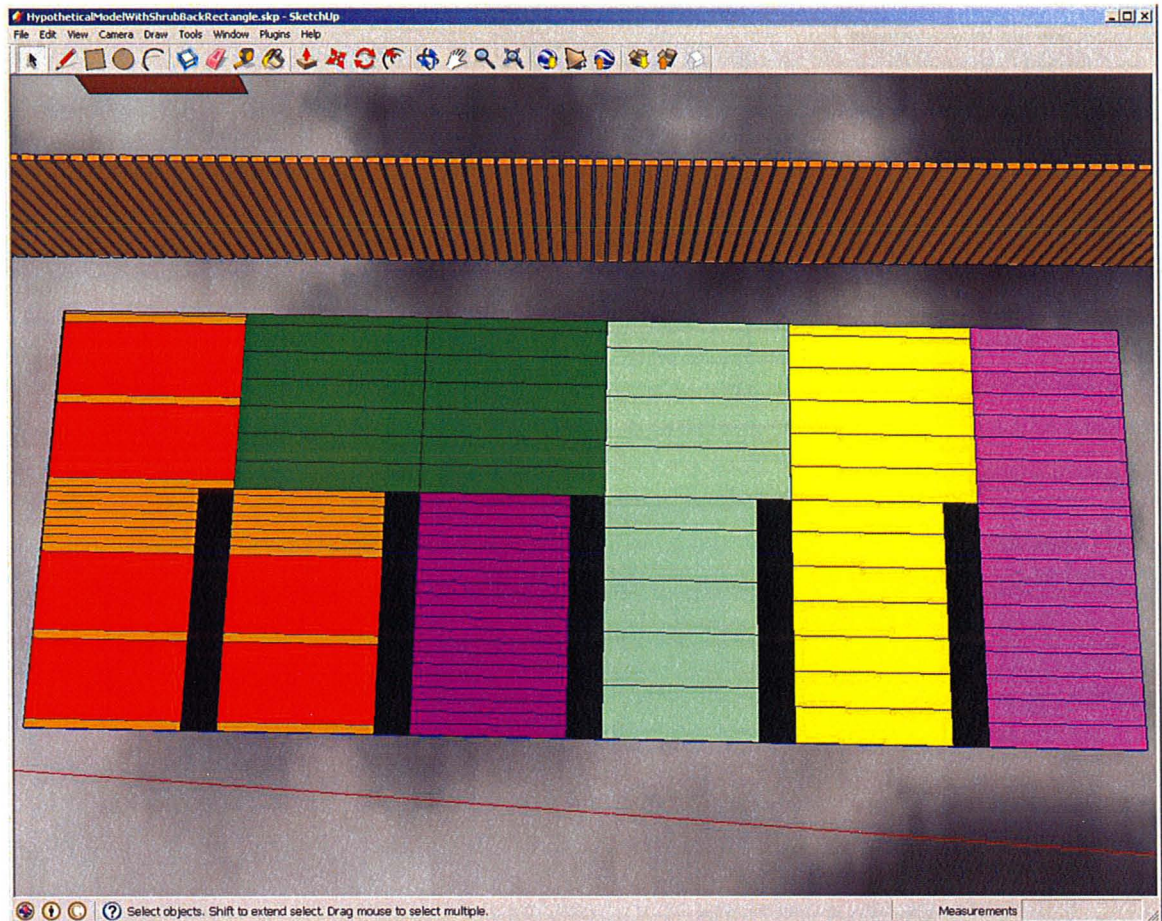 HypotheticalModelWithShrubBackRectangle.skp - SketchUp
File Edit View Camera Draw Tools Window Plugins Help
Select objects. Shift to extend select. Drag mouse to select multiple. Measurements